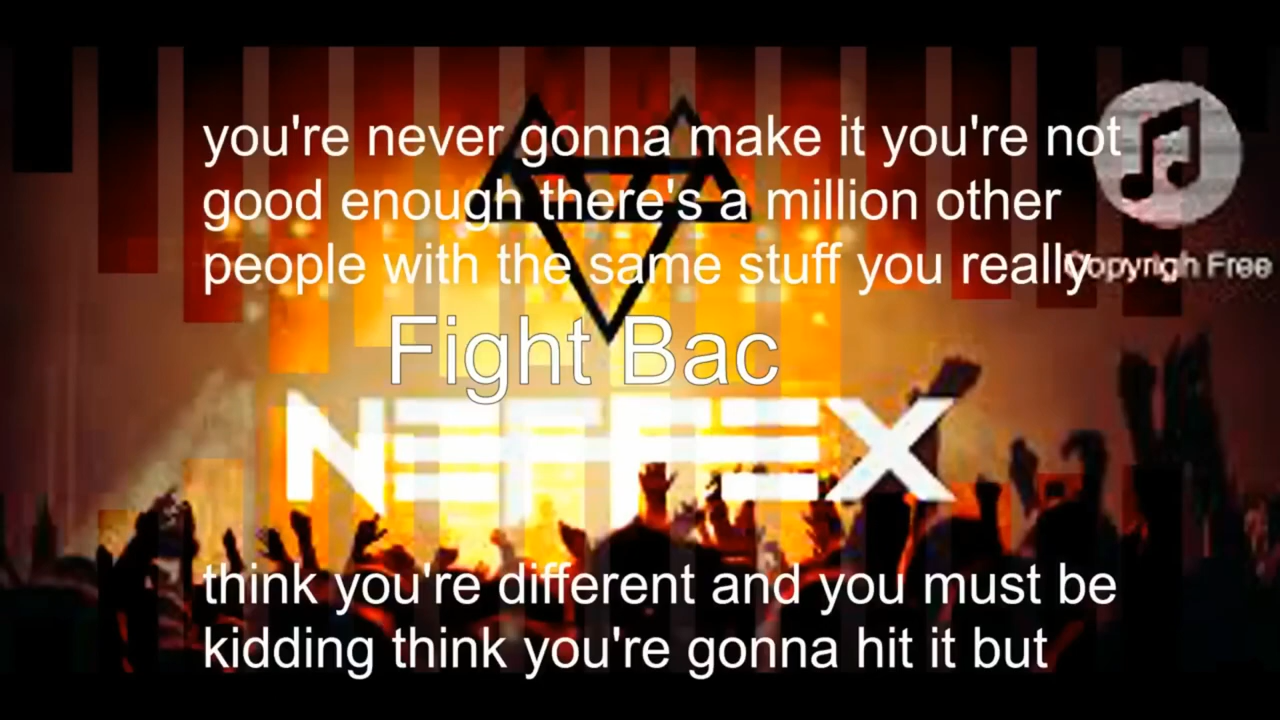 you're never gonna make it you're not
good enough there's a million other
people with the same stuff you really
Copyrigh Free
Fight Bac
NEFFEX
think you're different and you must be
kidding think you're gonna hit it but